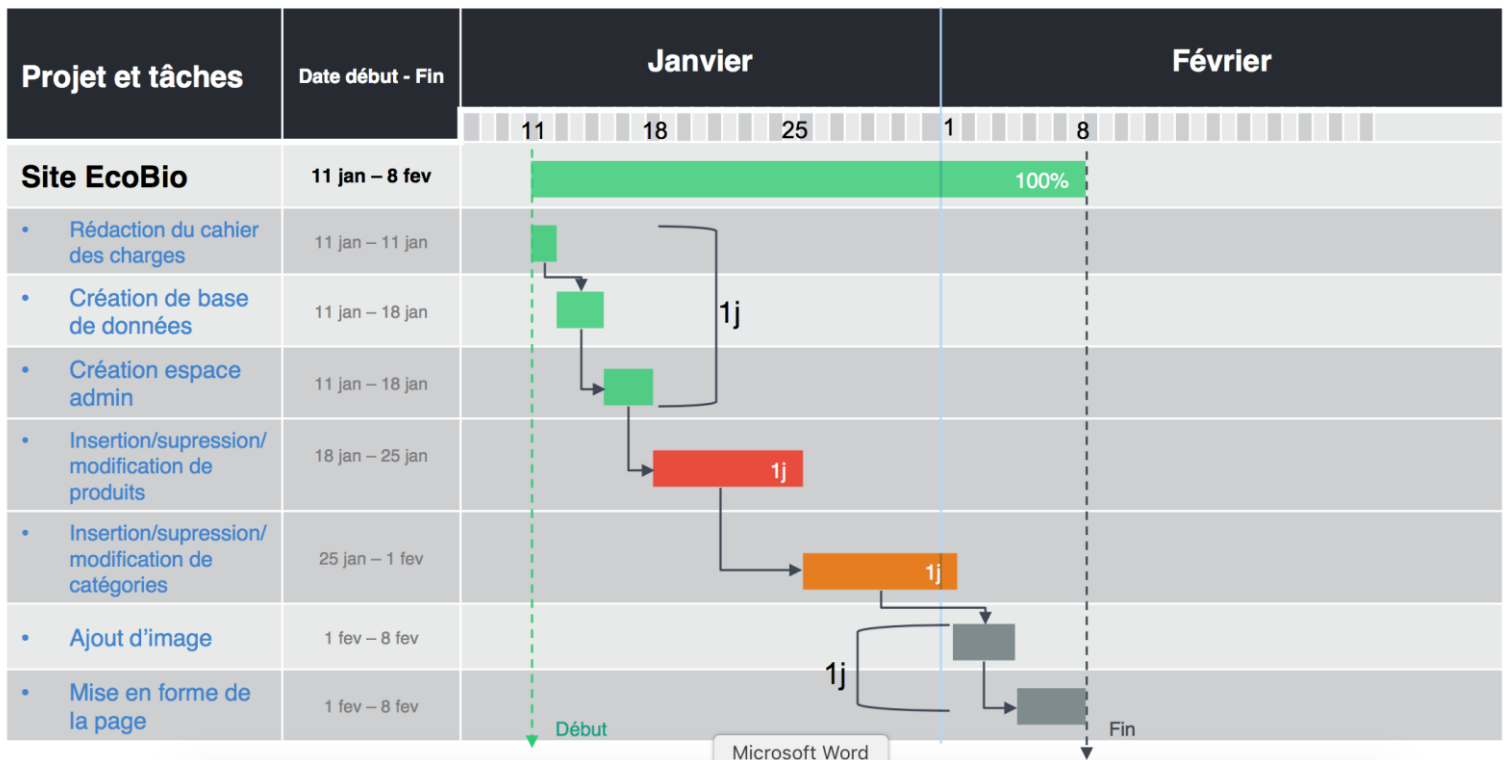 Projet et tâches
Date début - Fin
Janvier
Février
11
18
25
1
8
Site EcoBio
11 jan – 8 fev
100%
• Rédaction du cahier
des charges
11 jan – 11 jan
• Création de base
de données
11 jan – 18 jan
1j
• Création espace
admin
11 jan – 18 jan
• Insertion/supression/
modification de
produits
18 jan – 25 jan
1j
• Insertion/supression/
modification de
catégories
25 jan – 1 fev
1j
• Ajout d’image
1 fev – 8 fev
1j
• Mise en forme de
la page
1 fev – 8 fev
Début
Fin
Microsoft Word